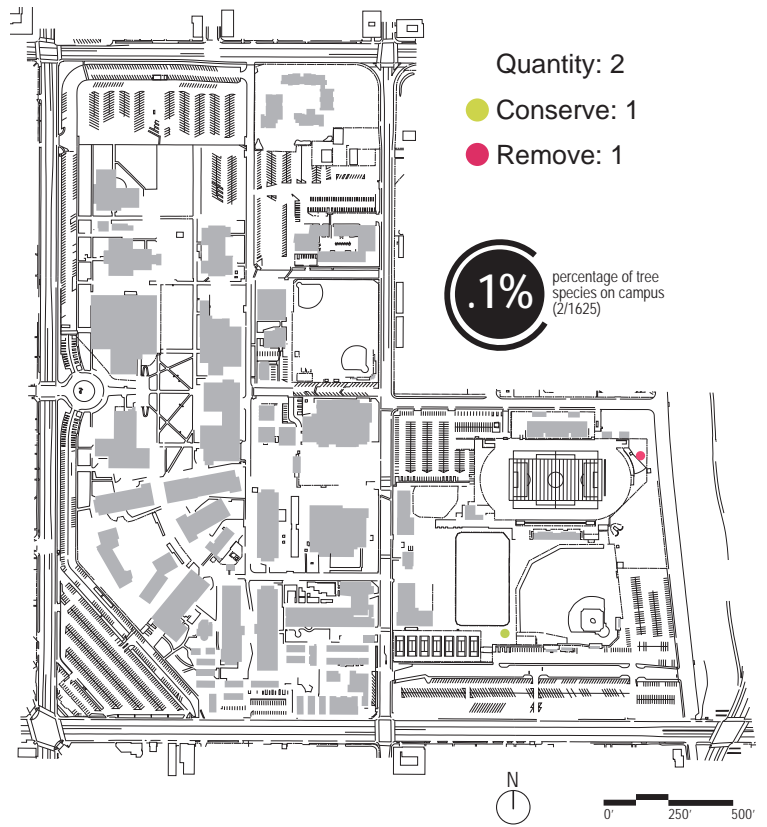 Quantity: 2
Conserve: 1
Remove: 1
.1%
percentage of tree
species on campus
(2/1625)
N
0' 250' 500'